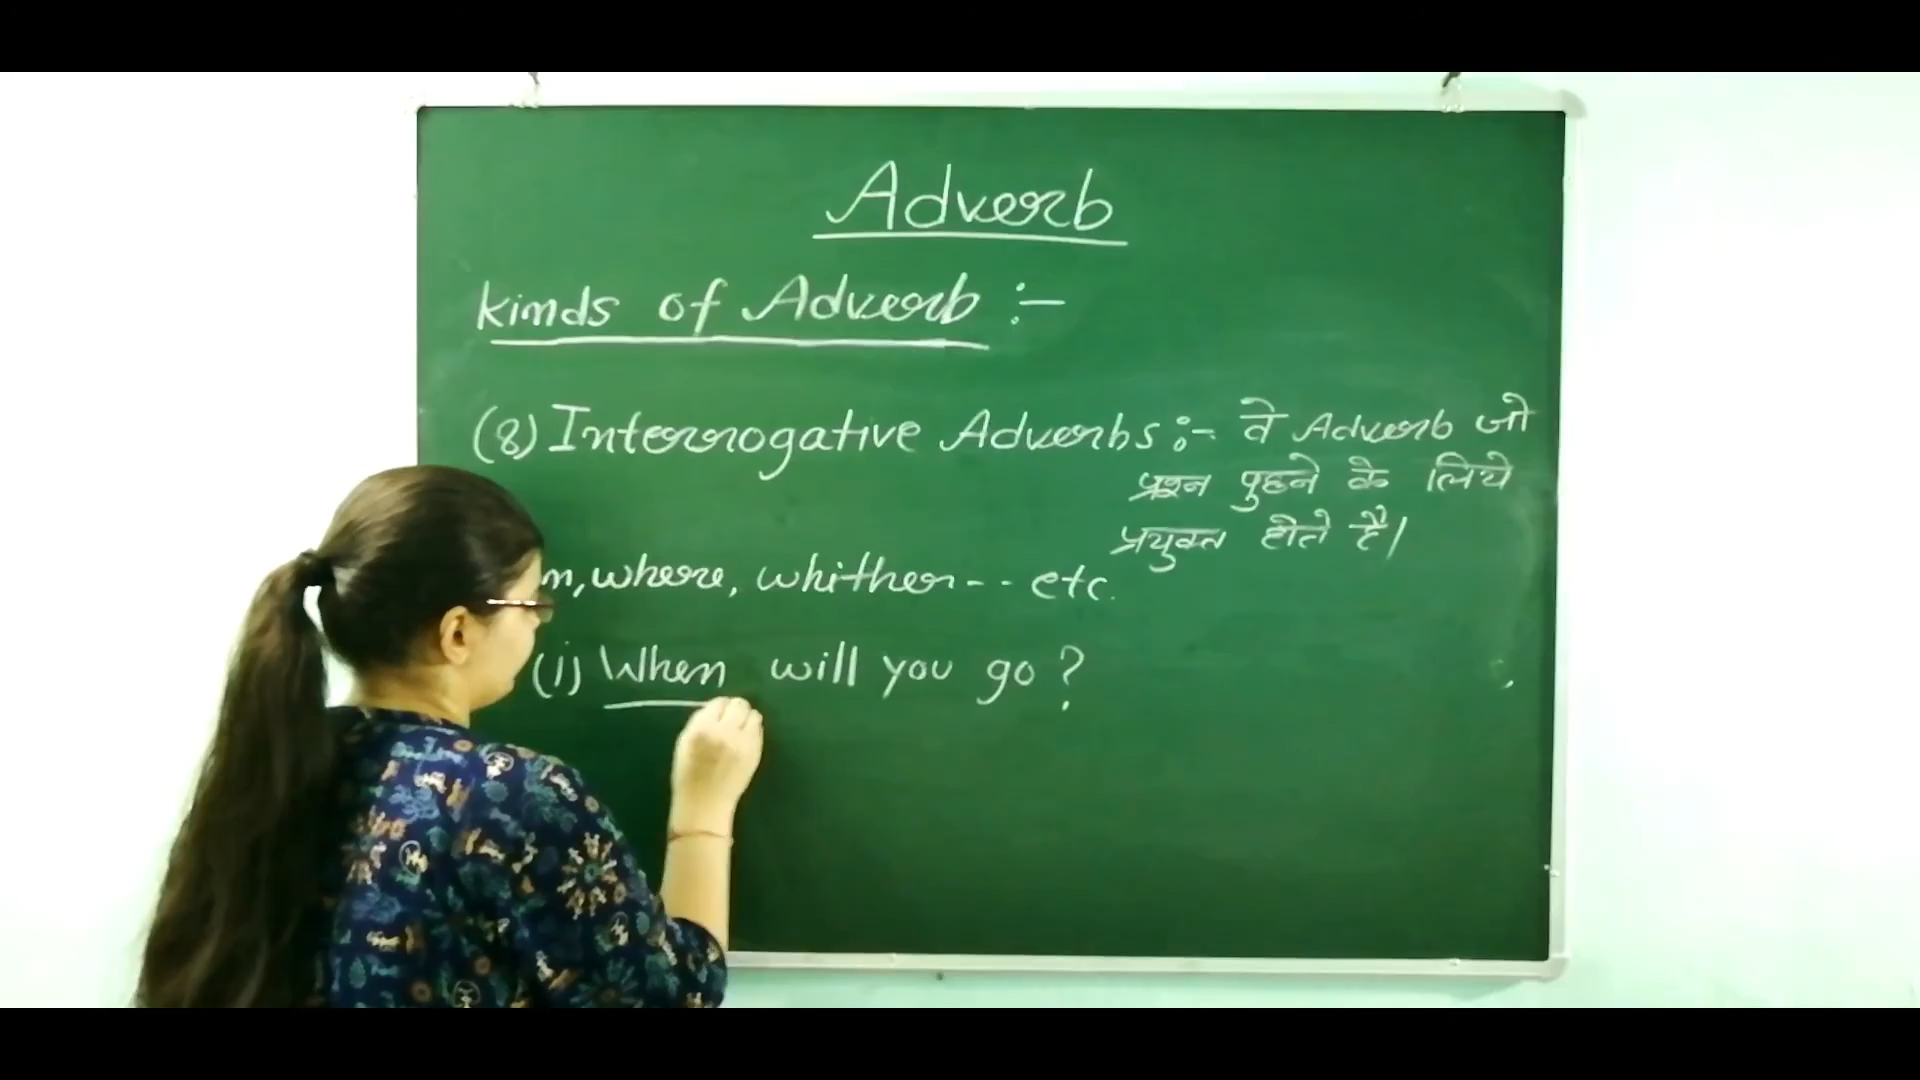 Adverb
Kinds of Adverb :-
(8) Interrogative Adverbs :- वे Adverb जो
प्रश्न पुछने के लिये
प्रयुक्त होते है।
where, whither -- etc.
(i) When will you go ?